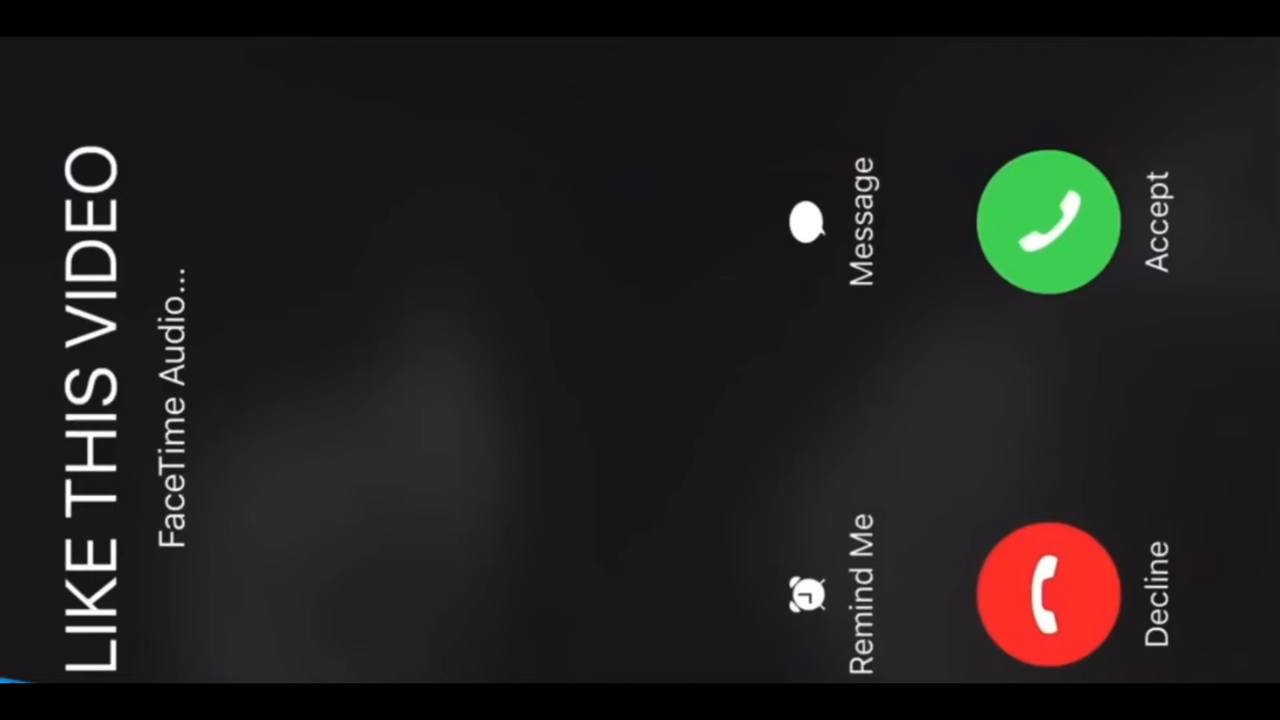 LIKE THIS VIDEO
FaceTime Audio...
Remind Me
Message
Decline
Accept